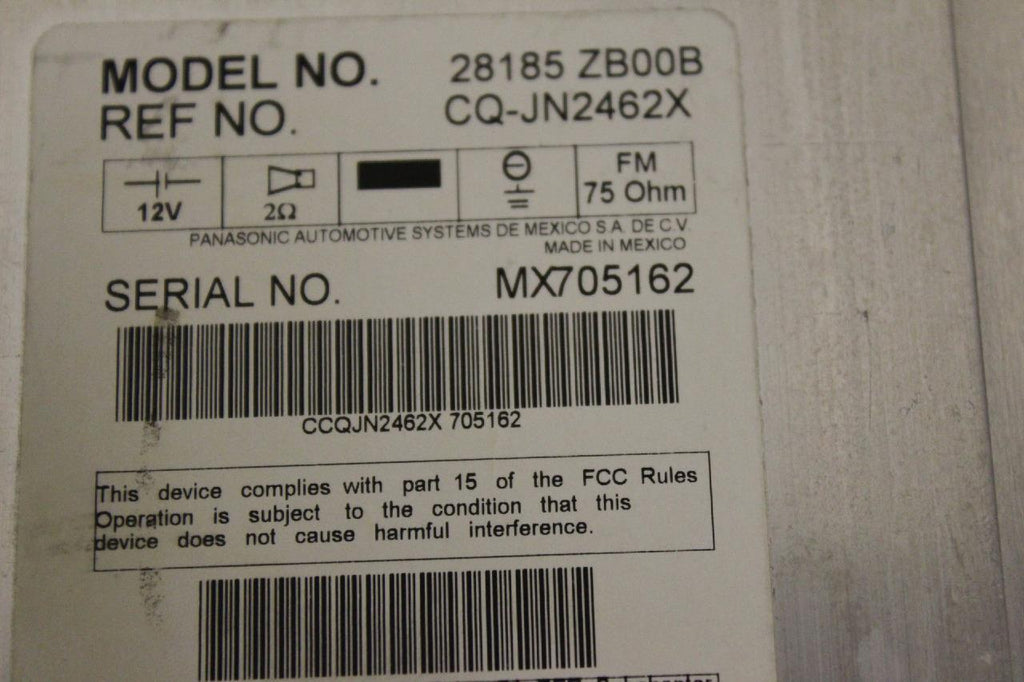 MODEL NO. 28185 ZB00B
REF NO. CQ-JN2462X
12V
2Ω
FM
75 Ohm
PANASONIC AUTOMOTIVE SYSTEMS DE MEXICO S.A. DE C.V.
MADE IN MEXICO
SERIAL NO. MX705162
CCQJN2462X 705162
This device complies with part 15 of the FCC Rules
Operation is subject to the condition that this
device does not cause harmful interference.